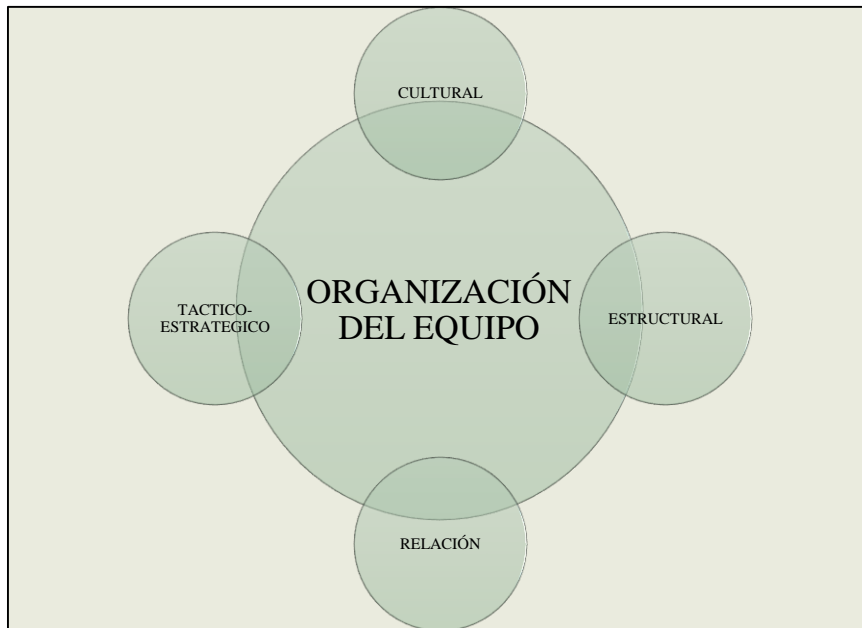 CULTURAL
ORGANIZACIÓN
DEL EQUIPO
TACTICO-
ESTRATEGICO
ESTRUCTURAL
RELACIÓN